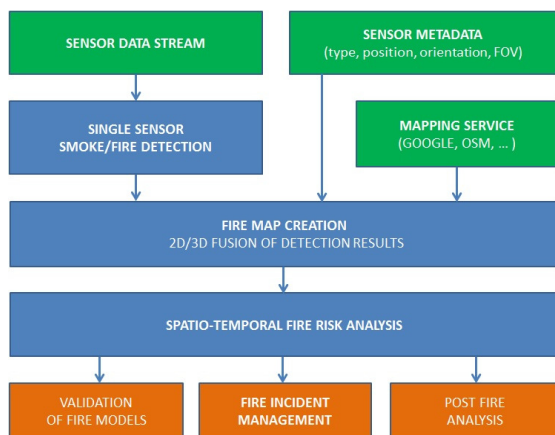 SENSOR DATA STREAM
SENSOR METADATA
(type, position, orientation, FOV)
SINGLE SENSOR
SMOKE/FIRE DETECTION
MAPPING SERVICE
(GOOGLE, OSM, ... )
FIRE MAP CREATION
2D/3D FUSION OF DETECTION RESULTS
SPATIO-TEMPORAL FIRE RISK ANALYSIS
VALIDATION
OF FIRE MODELS
FIRE INCIDENT
MANAGEMENT
POST FIRE
ANALYSIS